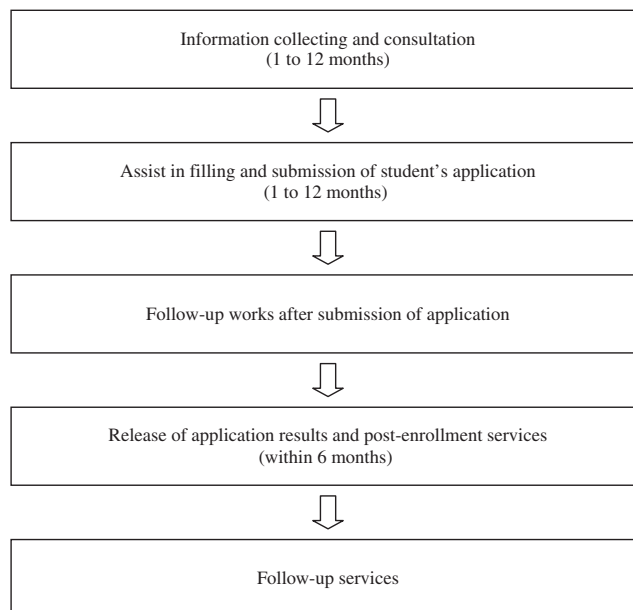 Information collecting and consultation
(1 to 12 months)
Assist in filling and submission of student’s application
(1 to 12 months)
Follow-up works after submission of application
Release of application results and post-enrollment services
(within 6 months)
Follow-up services